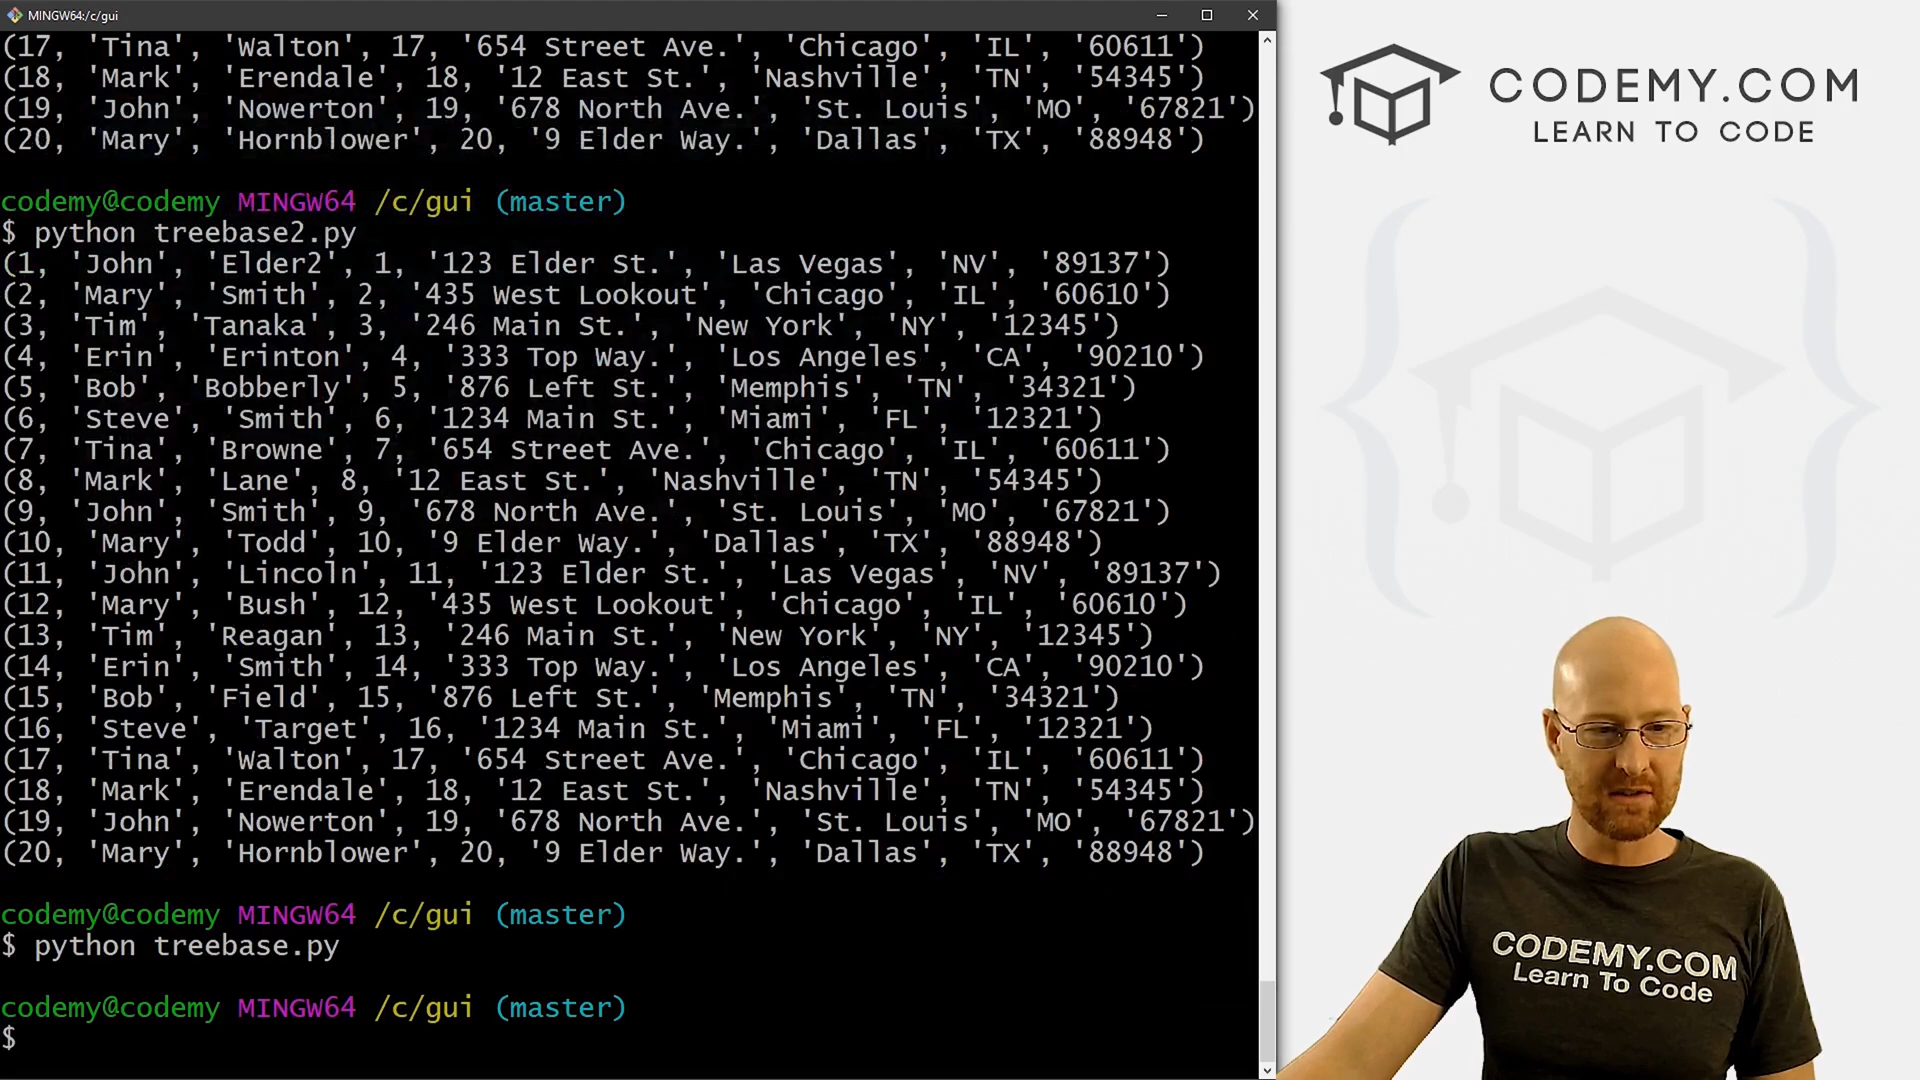 MINGW64:/c/gui
(17, 'Tina', 'Walton', 17, '654 Street Ave.', 'Chicago', 'IL', '60611')
(18, 'Mark', 'Erendale', 18, '12 East St.', 'Nashville', 'TN', '54345')
(19, 'John', 'Nowerton', 19, '678 North Ave.', 'St. Louis', 'MO', '67821')
(20, 'Mary', 'Hornblower', 20, '9 Elder Way.', 'Dallas', 'TX', '88948')
codemy@codemy MINGW64 /c/gui (master)
$ python treebase2.py
(1, 'John', 'Elder2', 1, '123 Elder St.', 'Las Vegas', 'NV', '89137')
(2, 'Mary', 'Smith', 2, '435 West Lookout', 'Chicago', 'IL', '60610')
(3, 'Tim', 'Tanaka', 3, '246 Main St.', 'New York', 'NY', '12345')
(4, 'Erin', 'Erinton', 4, '333 Top Way.', 'Los Angeles', 'CA', '90210')
(5, 'Bob', 'Bobberly', 5, '876 Left St.', 'Memphis', 'TN', '34321')
(6, 'Steve', 'Smith', 6, '1234 Main St.', 'Miami', 'FL', '12321')
(7, 'Tina', 'Browne', 7, '654 Street Ave.', 'Chicago', 'IL', '60611')
(8, 'Mark', 'Lane', 8, '12 East St.', 'Nashville', 'TN', '54345')
(9, 'John', 'Smith', 9, '678 North Ave.', 'St. Louis', 'MO', '67821')
(10, 'Mary', 'Todd', 10, '9 Elder Way.', 'Dallas', 'TX', '88948')
(11, 'John', 'Lincoln', 11, '123 Elder St.', 'Las Vegas', 'NV', '89137')
(12, 'Mary', 'Bush', 12, '435 West Lookout', 'Chicago', 'IL', '60610')
(13, 'Tim', 'Reagan', 13, '246 Main St.', 'New York', 'NY', '12345')
(14, 'Erin', 'Smith', 14, '333 Top Way.', 'Los Angeles', 'CA', '90210')
(15, 'Bob', 'Field', 15, '876 Left St.', 'Memphis', 'TN', '34321')
(16, 'Steve', 'Target', 16, '1234 Main St.', 'Miami', 'FL', '12321')
(17, 'Tina', 'Walton', 17, '654 Street Ave.', 'Chicago', 'IL', '60611')
(18, 'Mark', 'Erendale', 18, '12 East St.', 'Nashville', 'TN', '54345')
(19, 'John', 'Nowerton', 19, '678 North Ave.', 'St. Louis', 'MO', '67821')
(20, 'Mary', 'Hornblower', 20, '9 Elder Way.', 'Dallas', 'TX', '88948')
codemy@codemy MINGW64 /c/gui (master)
$ python treebase.py
codemy@codemy MINGW64 /c/gui (master)
$
CODEMY.COM
LEARN TO CODE
CODEMY.COM
Learn To Code